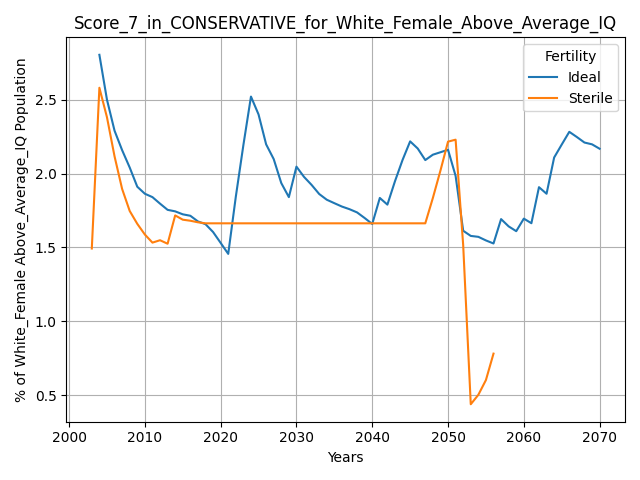 Score_7_in_CONSERVATIVE_for_White_Female_Above_Average_IQ
% of White_Female Above_Average_IQ Population
2.5
2.0
1.5
1.0
0.5
Fertility
Ideal
Sterile
2000 2010 2020 2030 2040 2050 2060 2070
Years